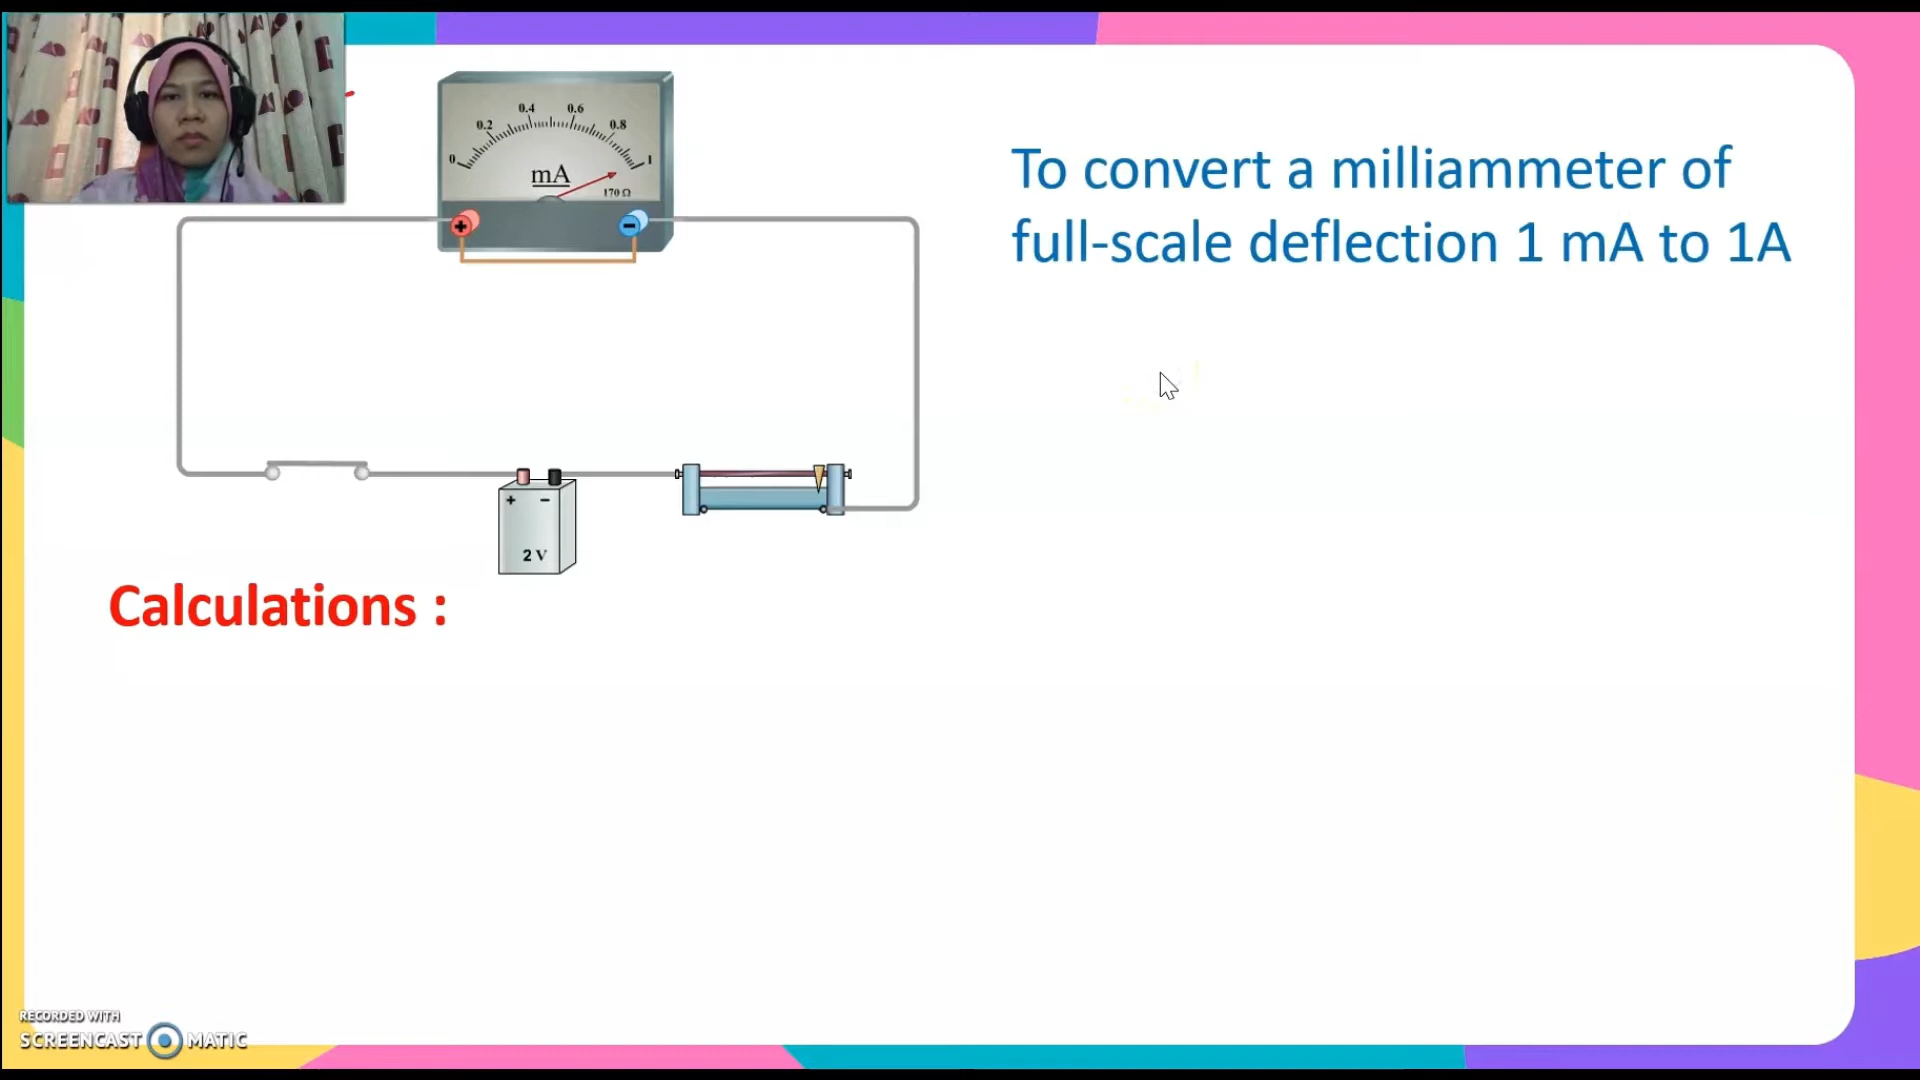 0 0.2 0.4 0.6 0.8 1
mA
170 Ω
+ -
To convert a milliammeter of
full-scale deflection 1 mA to 1A
+ -
2 V
Calculations :
RECORDED WITH
SCREENCAST MATIC